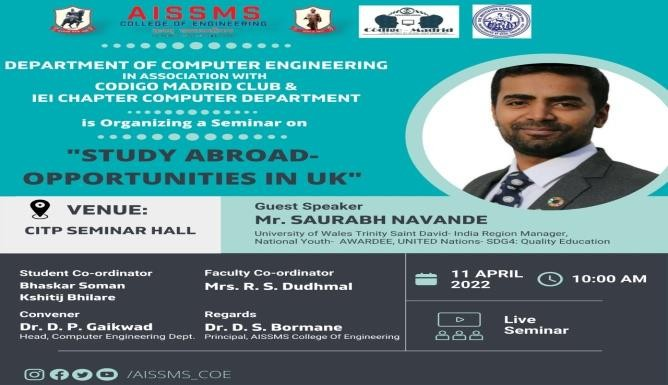 AISSMS
COLLEGE OF ENGINEERING
Código Madrid
DEPARTMENT OF COMPUTER ENGINEERING
IN ASSOCIATION WITH
CODIGO MADRID CLUB &
IEI CHAPTER COMPUTER DEPARTMENT
is Organizing a Seminar on
"STUDY ABROAD-
OPPORTUNITIES IN UK"
VENUE:
CITP SEMINAR HALL
Guest Speaker
Mr. SAURABH NAVANDE
University of Wales Trinity Saint David- India Region Manager,
National Youth- AWARDEE, UNITED Nations- SDG4: Quality Education
Student Co-ordinator
Bhaskar Soman
Kshitij Bhilare
Faculty Co-ordinator
Mrs. R. S. Dudhmal
Convener
Dr. D. P. Gaikwad
Head, Computer Engineering Dept.
Regards
Dr. D. S. Bormane
Principal, AISSMS College Of Engineering
11 APRIL
2022
10:00 AM
Live
Seminar
/AISSMS_COE